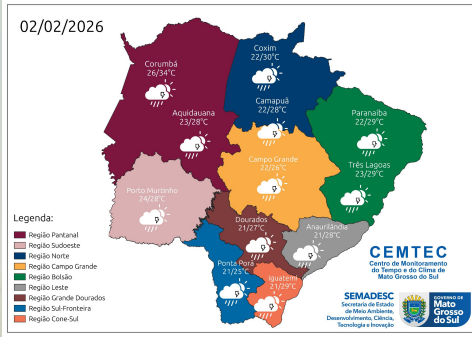 02/02/2026
Corumbá
26/34°C
Coxim
22/30°C
Aquidauana
23/28°C
Camapuã
22/28°C
Paranaíba
22/29°C
Campo Grande
22/26°C
Três Lagoas
23/29°C
Porto Murtinho
24/28°C
Dourados
21/27°C
Anaurilândia
21/28°C
Ponta Porã
21/25°C
Iguatemi
21/29°C
Legenda:
Região Pantanal
Região Sudoeste
Região Norte
Região Campo Grande
Região Bolsão
Região Leste
Região Grande Dourados
Região Sul-Fronteira
Região Cone-Sul
CEMTEC
Centro de Monitoramento
do Tempo e do Clima de
Mato Grosso do Sul
SEMADESC
Secretaria de Estado
de Meio Ambiente,
Desenvolvimento, Ciência,
Tecnologia e Inovação
GOVERNO DE
Mato
Grosso
do Sul